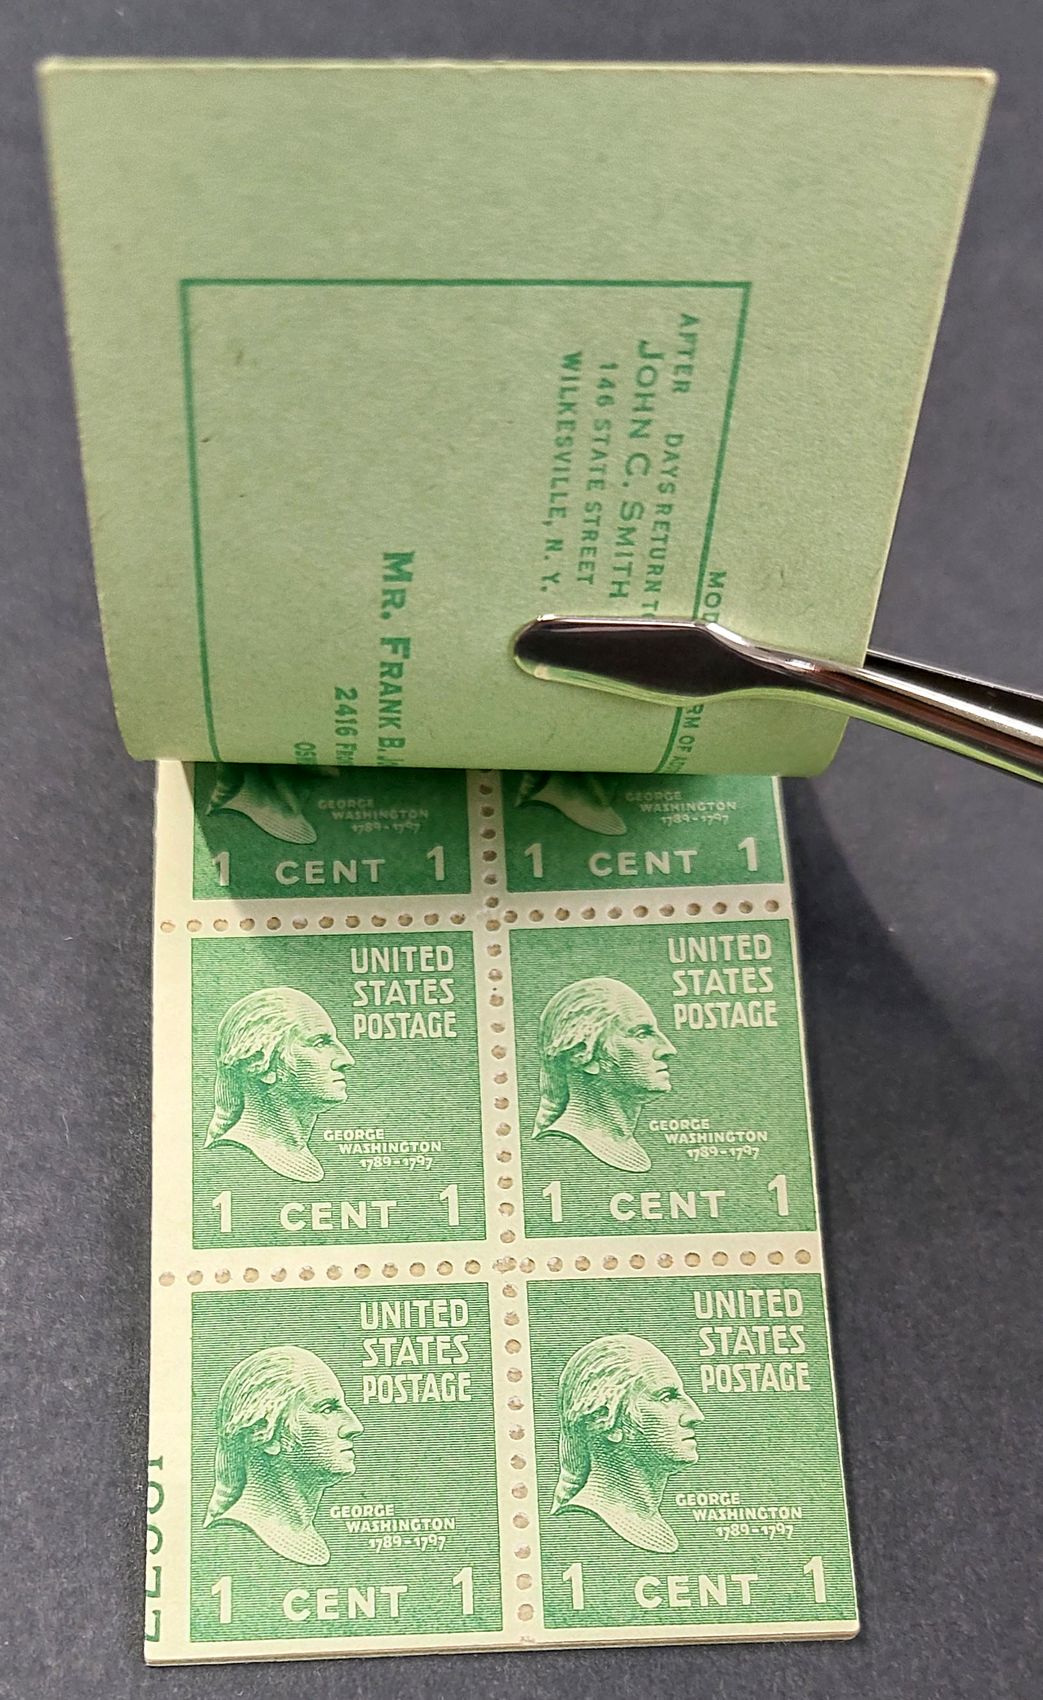 AFTER DAYS RETURN TO
JOHN C. SMITH
146 STATE STREET
WILKESVILLE, N. Y.
MR. FRANK B.
2416
GEORGE
WASHINGTON
1789-1797
1 CENT 1
GEORGE
WASHINGTON
1789-1797
1 CENT 1
UNITED
STATES
POSTAGE
GEORGE
WASHINGTON
1789-1797
1 CENT 1
UNITED
STATES
POSTAGE
GEORGE
WASHINGTON
1789-1797
1 CENT 1
UNITED
STATES
POSTAGE
GEORGE
WASHINGTON
1789-1797
1 CENT 1
UNITED
STATES
POSTAGE
GEORGE
WASHINGTON
1789-1797
1 CENT 1